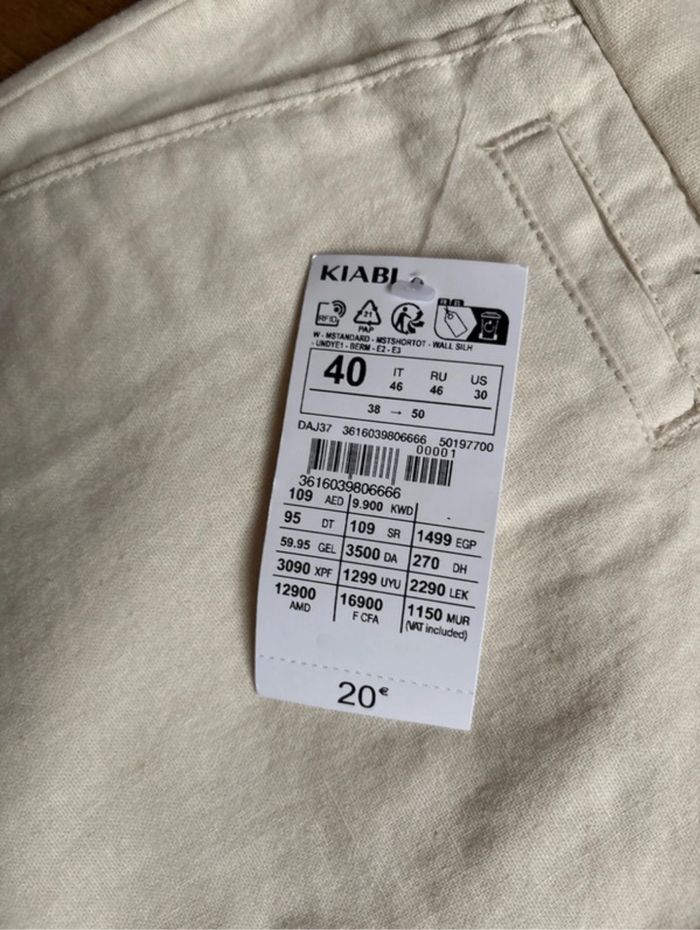 KIABI
RFID
21
PAP
FR ES
W - MSTANDARD - MSTSHORTOT - WALL SILH
- UNDYE1 - BERM - E2 - E3
40 IT 46 RU 46 US 30
38 → 50
DAJ37 3616039806666 50197700
00001
3616039806666
109 AED 9.900 KWD -
95 DT 109 SR 1499 EGP
59.95 GEL 3500 DA 270 DH
3090 XPF 1299 UYU 2290 LEK
12900 AMD 16900 F CFA 1150 MUR
(VAT included)
20€